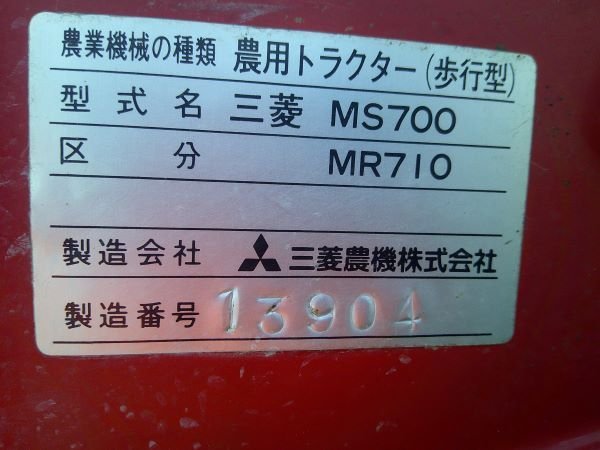 農業機械の種類 農用トラクター(歩行型)
型式名 三菱 MS700
区分 MR710
製造会社 三菱農機株式会社
製造番号 13904